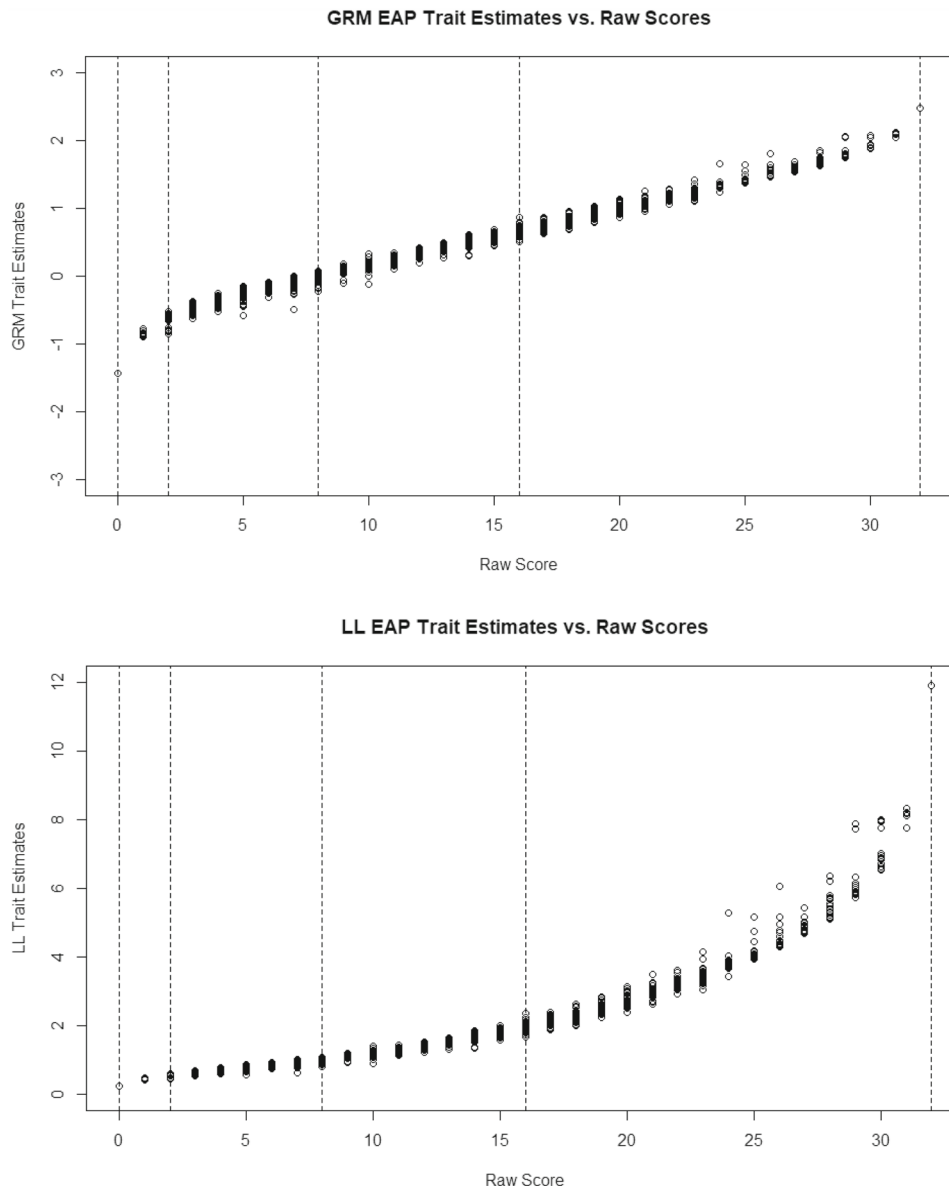 GRM EAP Trait Estimates vs. Raw Scores
3
2
1
0
-1
-2
-3
GRM Trait Estimates
0 5 10 15 20 25 30
Raw Score
LL EAP Trait Estimates vs. Raw Scores
12
10
8
6
4
2
0
LL Trait Estimates
0 5 10 15 20 25 30
Raw Score